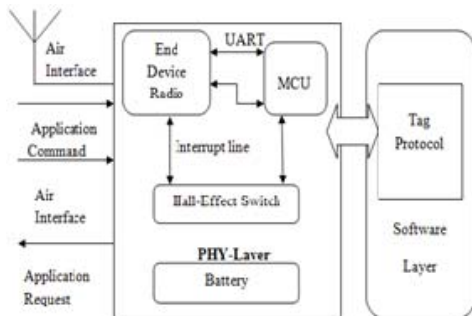 Air
Interface
Application
Command
Air
Interface
Application
Request
End
Device
Radio
UART
MCU
Interrupt line
Hall-Effect Switch
PHY-Layer
Battery
Tag
Protocol
Software
Layer